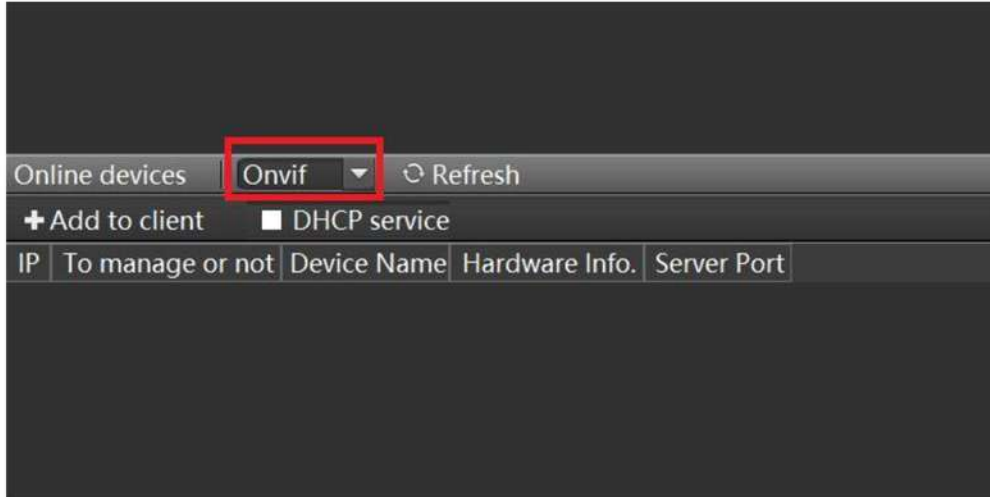 Online devices Onvif Refresh
Add to client DHCP service
IP To manage or not Device Name Hardware Info. Server Port